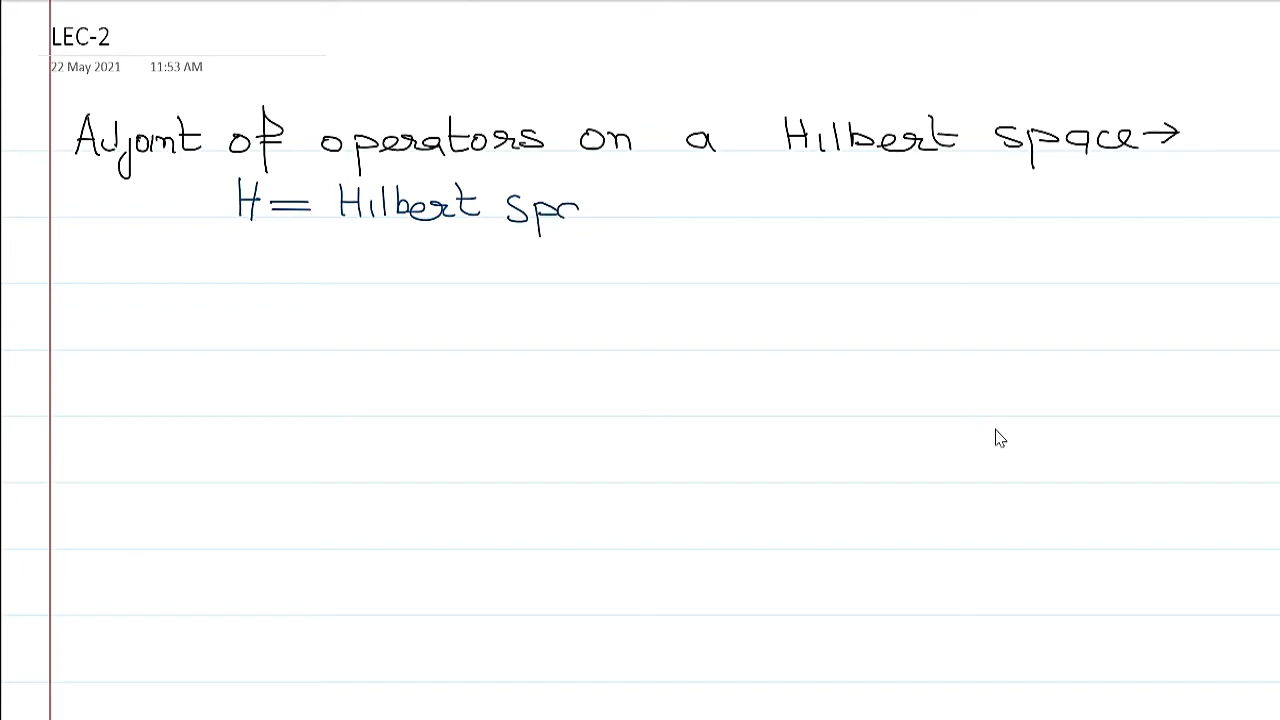 LEC-2
22 May 2021 11:53 AM
Adjoint of operators on a Hilbert space→
H = Hilbert spa